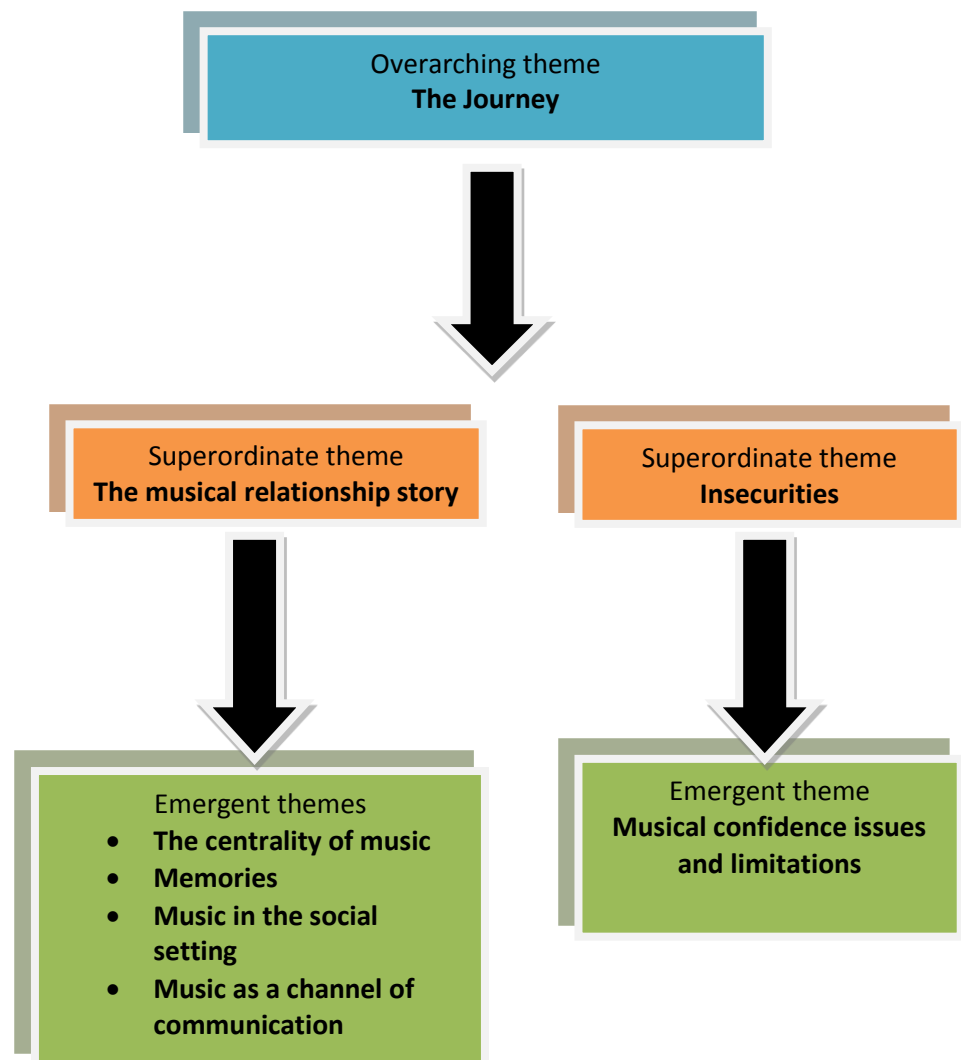 Overarching theme
The Journey
Superordinate theme
The musical relationship story
Superordinate theme
Insecurities
Emergent themes
• The centrality of music
• Memories
• Music in the social
setting
• Music as a channel of
communication
Emergent theme
Musical confidence issues
and limitations